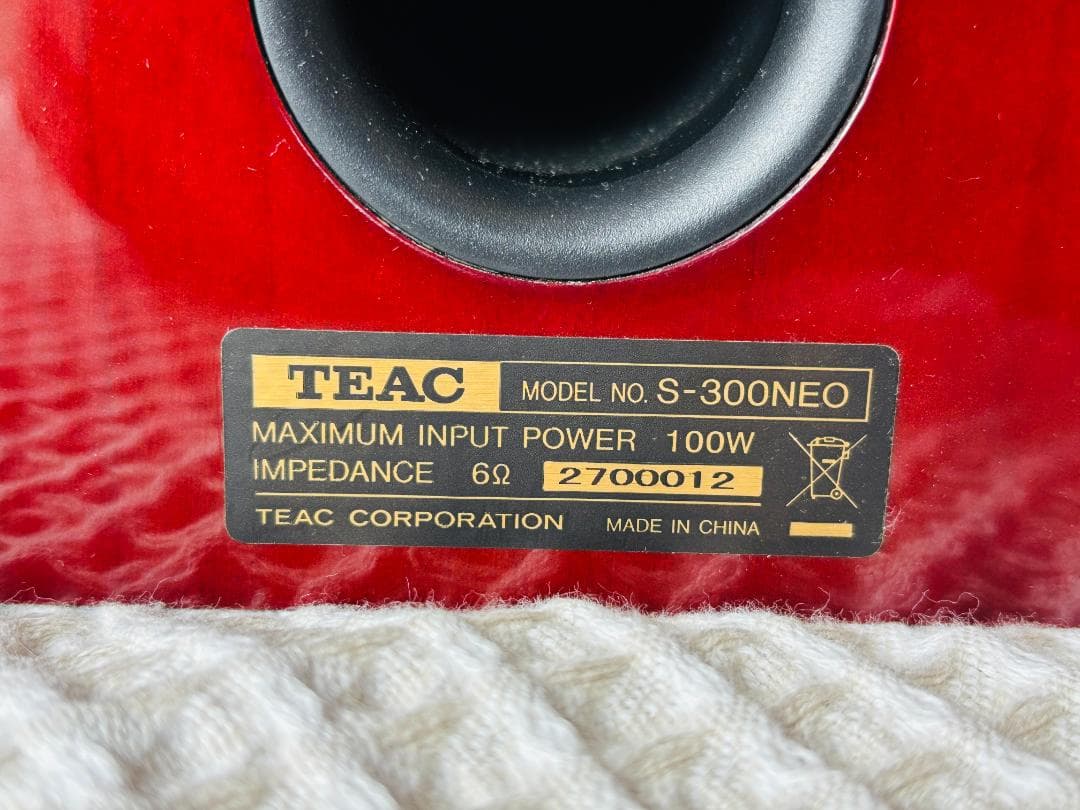 TEAC MODEL NO. S-300NEO
MAXIMUM INPUT POWER 100W
IMPEDANCE 6Ω 2700012
TEAC CORPORATION MADE IN CHINA